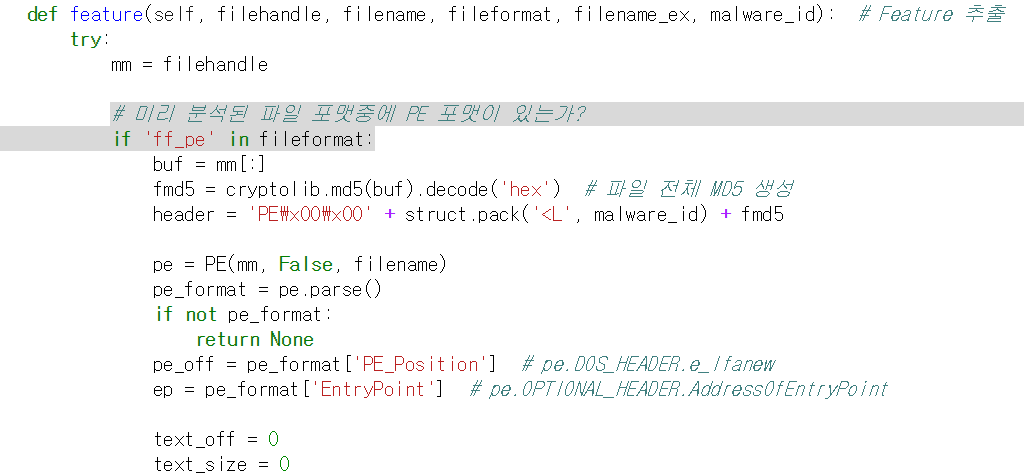 def feature(self, filehandle, filename, fileformat, filename_ex, malware_id):  # Feature 추출
    try:
        mm = filehandle

        # 미리 분석된 파일 포맷중에 PE 포맷이 있는가?
        if 'ff_pe' in fileformat:
            buf = mm[:]
            fmd5 = cryptolib.md5(buf).decode('hex')  # 파일 전체 MD5 생성
            header = 'PE₩x00₩x00' + struct.pack('<L', malware_id) + fmd5

            pe = PE(mm, False, filename)
            pe_format = pe.parse()
            if not pe_format:
                return None
            pe_off = pe_format['PE_Position']  # pe.DOS_HEADER.e_lfanew
            ep = pe_format['EntryPoint']  # pe.OPTIONAL_HEADER.AddressOfEntryPoint

            text_off = 0
            text_size = 0